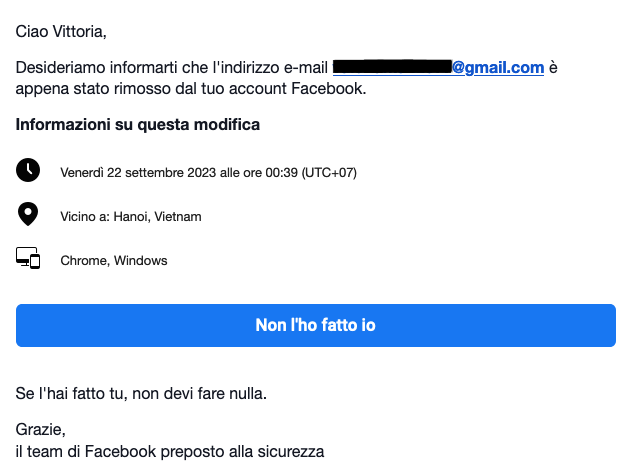 Ciao Vittoria,
Desideriamo informarti che l'indirizzo e-mail @gmail.com è
appena stato rimosso dal tuo account Facebook.
Informazioni su questa modifica
Venerdì 22 settembre 2023 alle ore 00:39 (UTC+07)
Vicino a: Hanoi, Vietnam
Chrome, Windows
Non l'ho fatto io
Se l'hai fatto tu, non devi fare nulla.
Grazie,
il team di Facebook preposto alla sicurezza